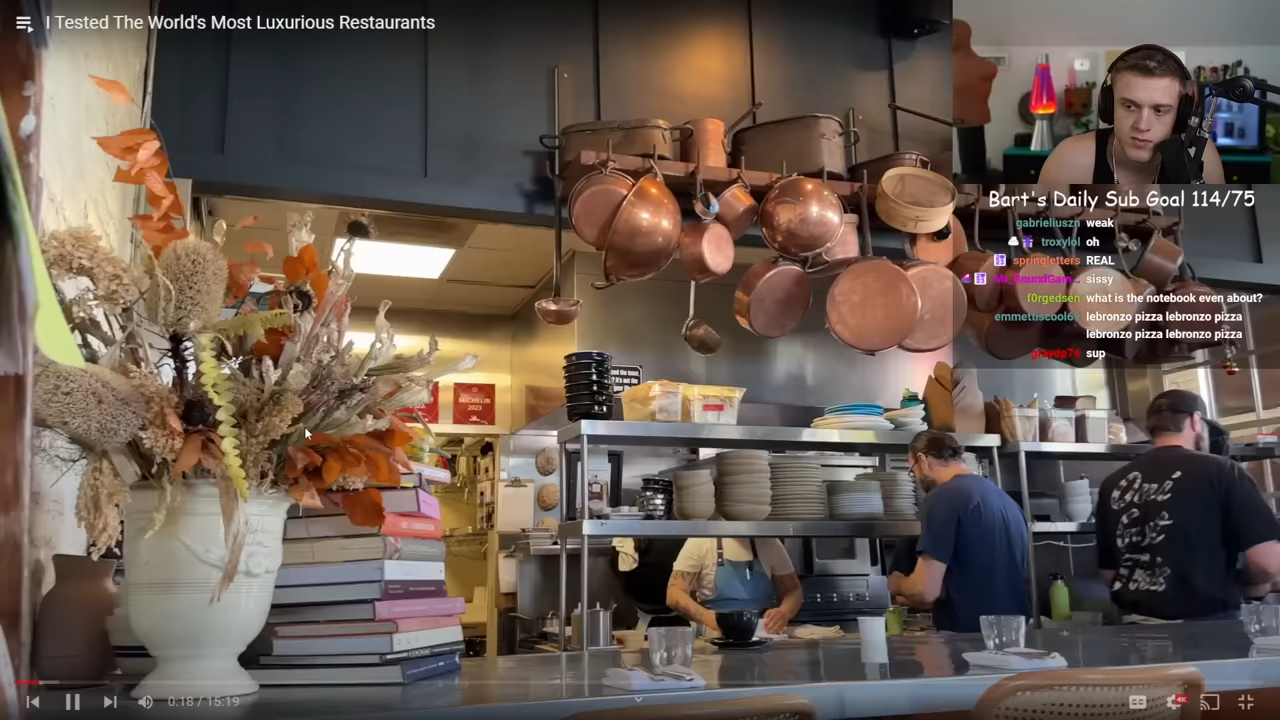 I Tested The World's Most Luxurious Restaurants
Bart's Daily Sub Goal 114/75
gabrieliuszn weak
troxylol oh
springletters REAL
sissy
f0rgedsen what is the notebook even about?
emmettiscool69 lebronzo pizza lebronzo pizza
lebronzo pizza lebronzo pizza
sup
MICHELIN
2023
0:18 / 15:19
CC
4K